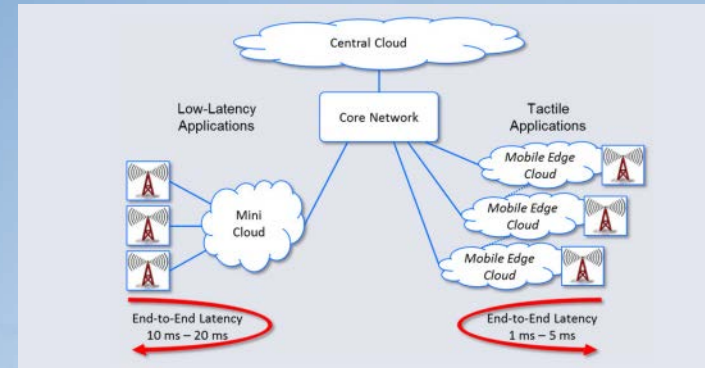 Central Cloud
Low-Latency
Applications
Core Network
Tactile
Applications
Mobile Edge
Cloud
Mini
Cloud
Mobile Edge
Cloud
Mobile Edge
Cloud
End-to-End Latency
10 ms – 20 ms
End-to-End Latency
1 ms – 5 ms